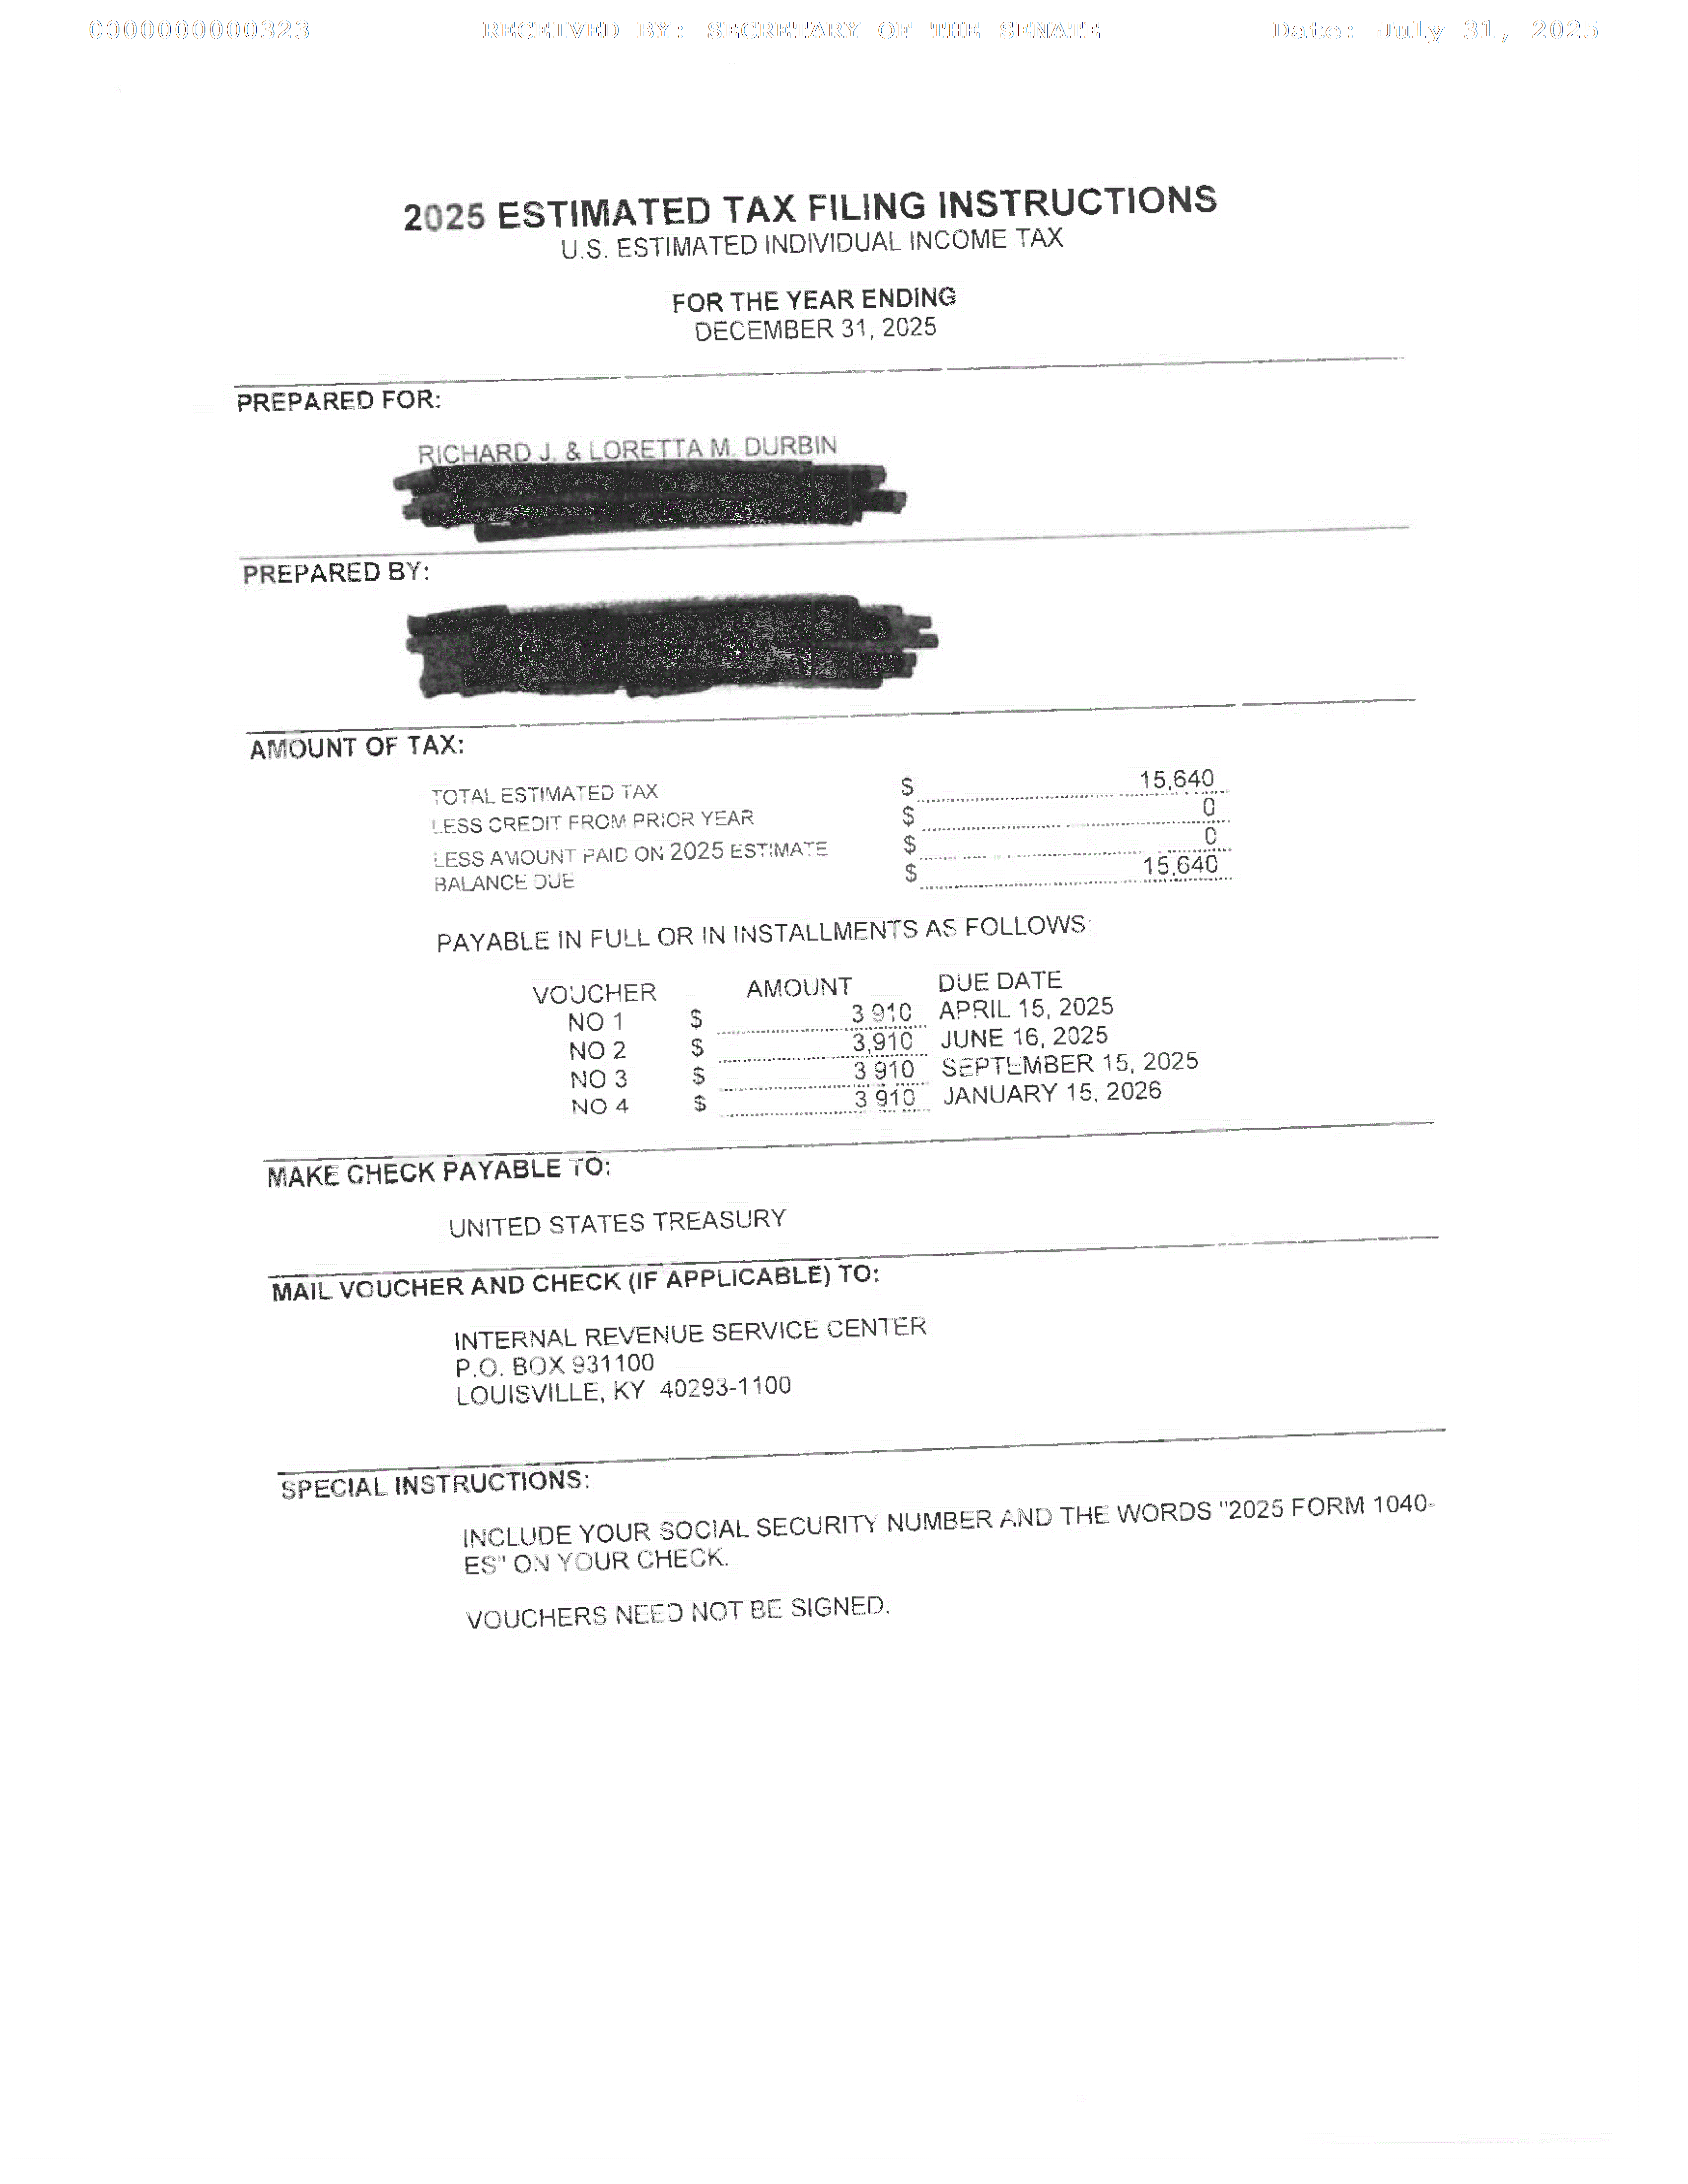 0000000000323 RECEIVED BY: SECRETARY OF THE SENATE Date: July 31, 2025
2025 ESTIMATED TAX FILING INSTRUCTIONS
U.S. ESTIMATED INDIVIDUAL INCOME TAX
FOR THE YEAR ENDING
DECEMBER 31, 2025
PREPARED FOR:
RICHARD J. & LORETTA M. DURBIN
PREPARED BY:
AMOUNT OF TAX:
TOTAL ESTIMATED TAX $ 15,640
LESS CREDIT FROM PRIOR YEAR $ 0
LESS AMOUNT PAID ON 2025 ESTIMATE $ 0
BALANCE DUE $ 15,640
PAYABLE IN FULL OR IN INSTALLMENTS AS FOLLOWS:
VOUCHER AMOUNT DUE DATE
NO 1 $ 3 910 APRIL 15, 2025
NO 2 $ 3,910 JUNE 16, 2025
NO 3 $ 3 910 SEPTEMBER 15, 2025
NO 4 $ 3 910 JANUARY 15, 2026
MAKE CHECK PAYABLE TO:
UNITED STATES TREASURY
MAIL VOUCHER AND CHECK (IF APPLICABLE) TO:
INTERNAL REVENUE SERVICE CENTER
P.O. BOX 931100
LOUISVILLE, KY 40293-1100
SPECIAL INSTRUCTIONS:
INCLUDE YOUR SOCIAL SECURITY NUMBER AND THE WORDS "2025 FORM 1040-
ES" ON YOUR CHECK.
VOUCHERS NEED NOT BE SIGNED.